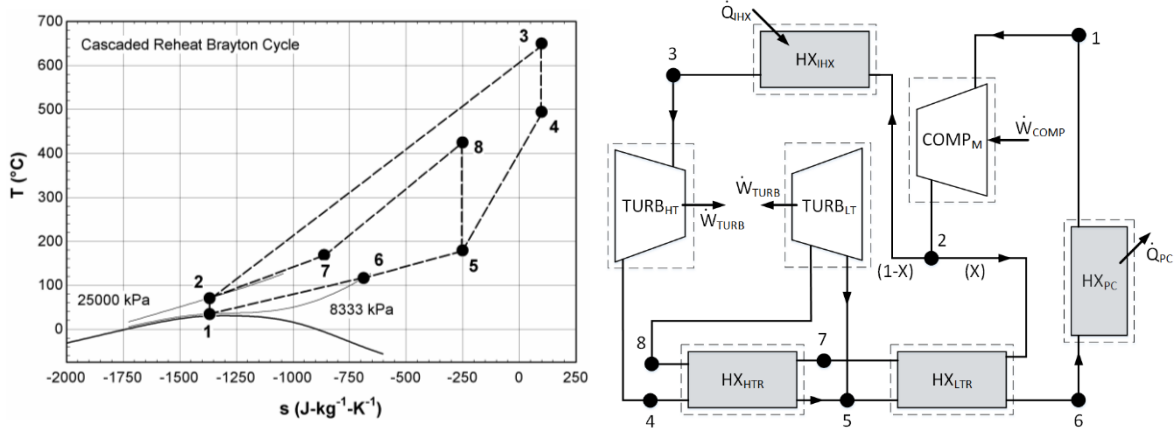 Cascaded Reheat Brayton Cycle
T (°C)
700
600
500
400
300
200
100
0
3
4
8
7
6
5
2
1
25000 kPa
8333 kPa
-2000 -1750 -1500 -1250 -1000 -750 -500 -250 0 250
s (J-kg⁻¹-K⁻¹)
Q̇IHX
HXIHX
3
1
COMPM
ẆCOMP
TURBHT
ẆTURB
ẆTURB
TURBLT
2
(1-X) (X)
HXPC
Q̇PC
8
HXHTR
7
HXLTR
4
5
6